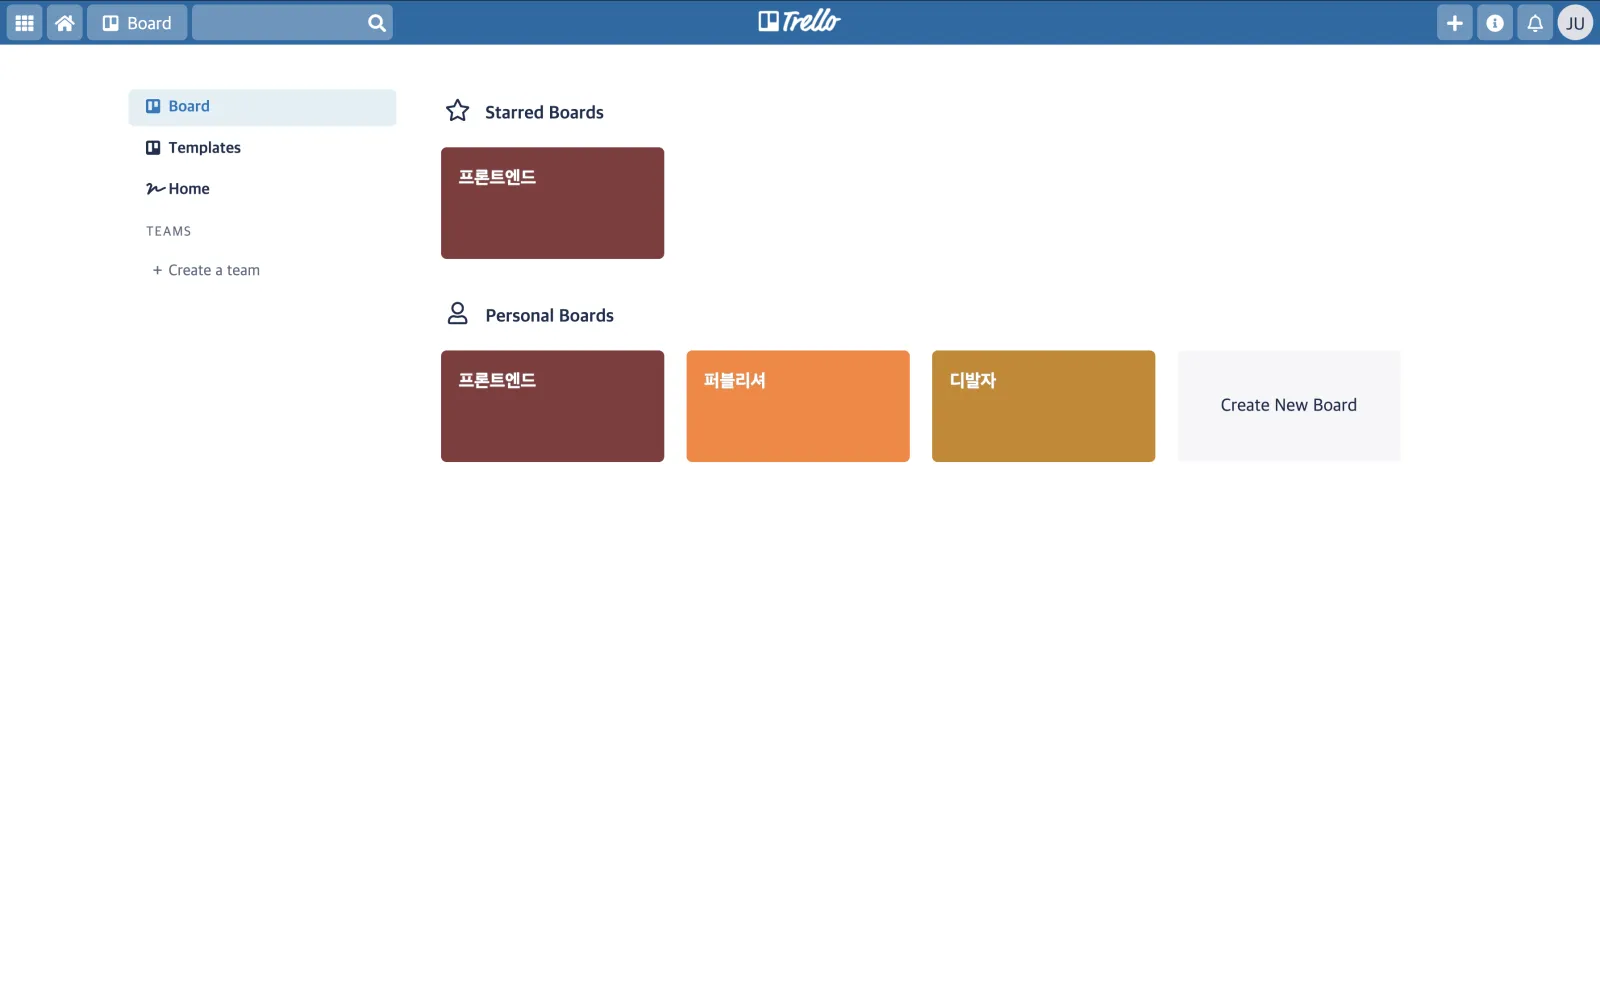 Board
Trello
JU
Board
Templates
Home
TEAMS
+ Create a team
Starred Boards
프론트엔드
Personal Boards
프론트엔드
퍼블리셔
디발자
Create New Board